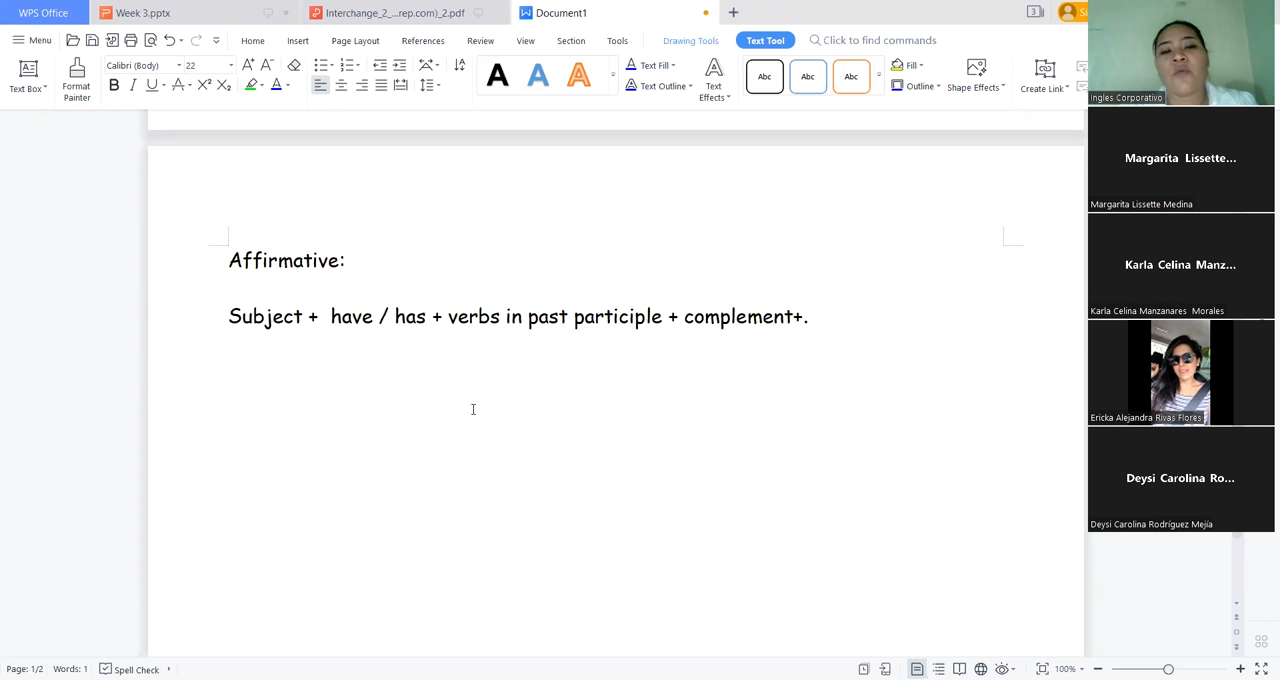 WPS Office
Week 3.pptx
Interchange_2_...rep.com)_2.pdf
Document1
+
3
Menu
Home
Insert
Page Layout
References
Review
View
Section
Tools
Drawing Tools
Text Tool
Click to find commands
Text Box
Format Painter
Calibri (Body)
22
Text Fill
Text Outline
Text Effects
Abc
Abc
Abc
Fill
Outline
Shape Effects
Create Link
Ingles Corporativo
Margarita Lissette...
Margarita Lissette Medina
Karla Celina Manz...
Karla Celina Manzanares Morales
Ericka Alejandra Rivas Flores
Deysi Carolina Ro...
Deysi Carolina Rodríguez Mejía
Affirmative:
Subject + have / has + verbs in past participle + complement+.
Page: 1/2 Words: 1 Spell Check
100%